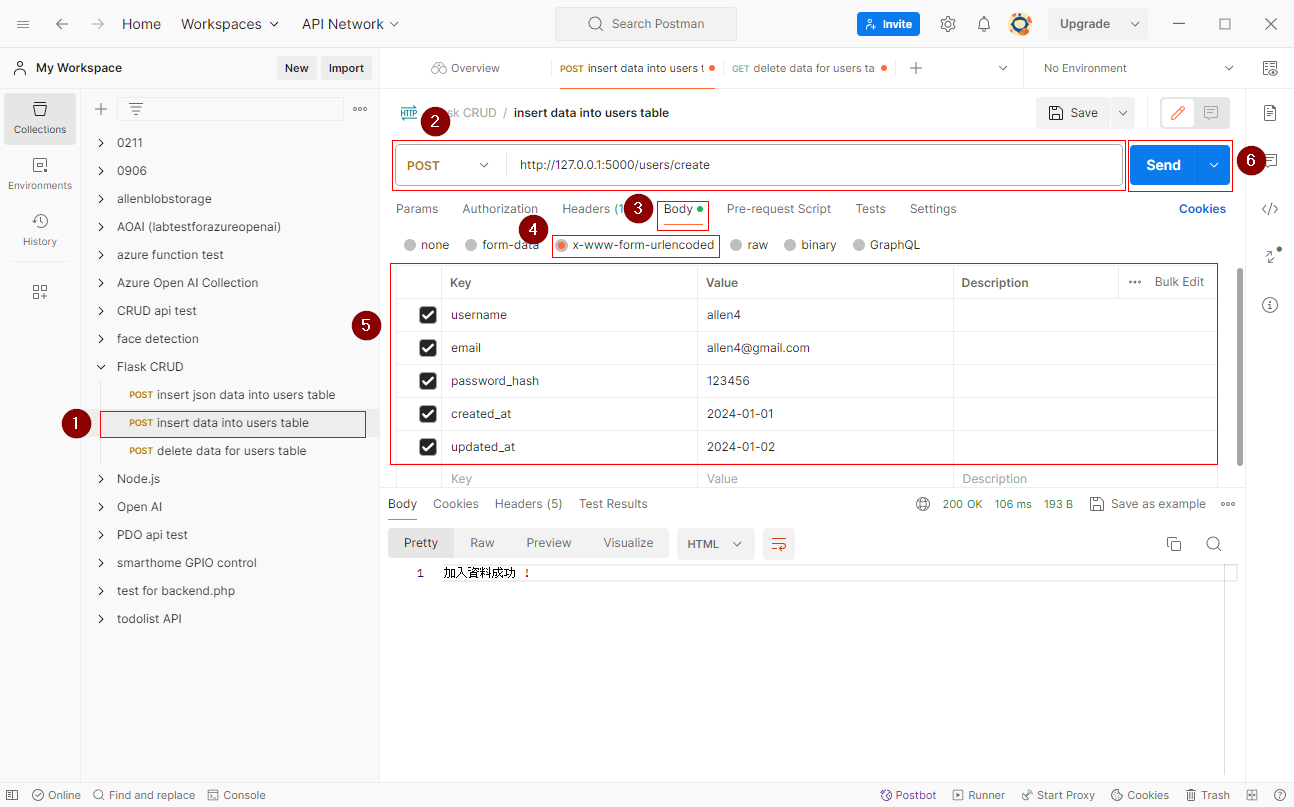 Home Workspaces API Network Search Postman Invite Upgrade
My Workspace New Import Overview POST insert data into users t GET delete data for users ta No Environment
Collections
Environments
History
0211
0906
allenblobstorage
AOAI (labtestforazureopenai)
azure function test
Azure Open AI Collection
CRUD api test
face detection
Flask CRUD
POST insert json data into users table
1 POST insert data into users table
POST delete data for users table
Node.js
Open AI
PDO api test
smarthome GPIO control
test for backend.php
todolist API
HTTP sk CRUD / insert data into users table Save
2
POST http://127.0.0.1:5000/users/create Send 6
Params Authorization Headers (1 3 Body Pre-request Script Tests Settings Cookies
4
none form-data x-www-form-urlencoded raw binary GraphQL
Key Value Description Bulk Edit
5
username allen4
email allen4@gmail.com
password_hash 123456
created_at 2024-01-01
updated_at 2024-01-02
Key Value Description
Body Cookies Headers (5) Test Results 200 OK 106 ms 193 B Save as example
Pretty Raw Preview Visualize HTML
1 加入資料成功 !
Online Find and replace Console Postbot Runner Start Proxy Cookies Trash